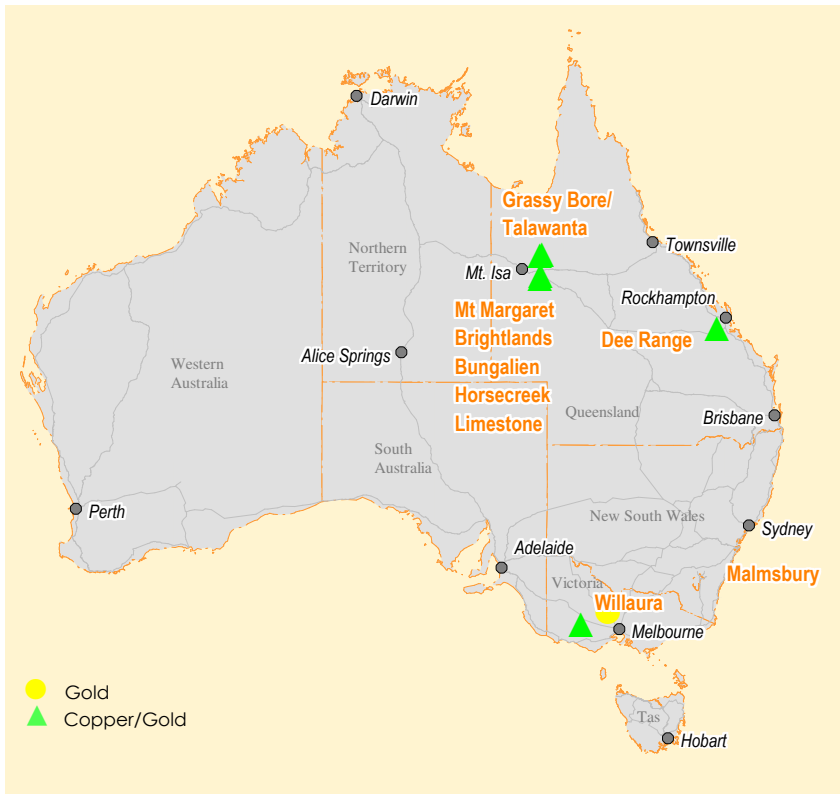 Darwin
Grassy Bore/
Talawanta
Townsville
Northern
Territory
Mt. Isa
Rockhampton
Mt Margaret
Brightlands
Bungalien
Horsecreek
Limestone
Dee Range
Alice Springs
Western
Australia
Queensland
Brisbane
South
Australia
Perth
New South Wales
Sydney
Adelaide
Malmsbury
Victoria
Willaura
Melbourne
Gold
Copper/Gold
Tas
Hobart